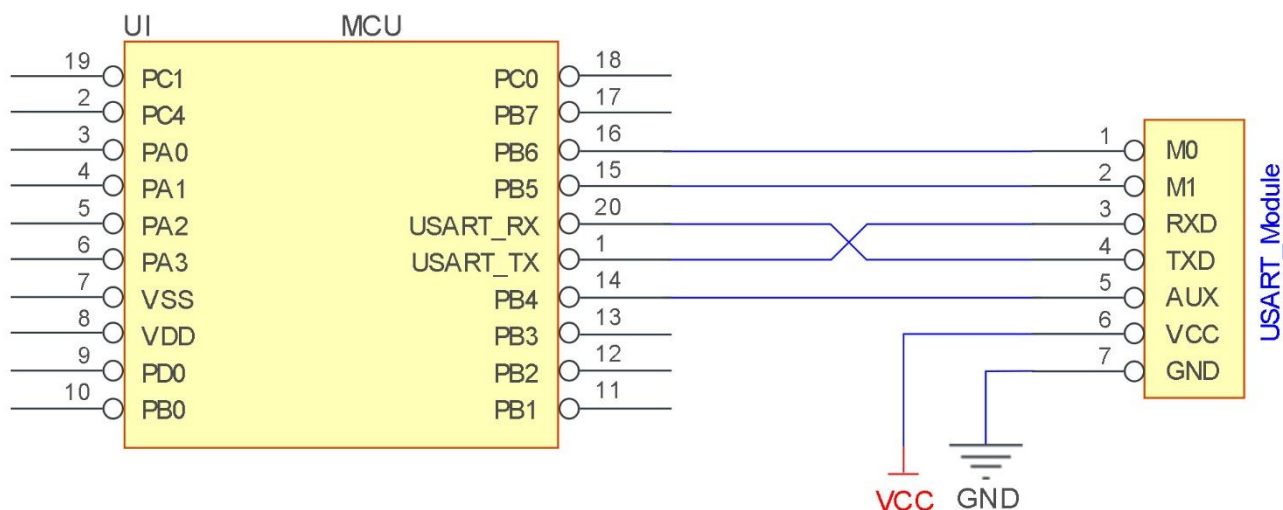 UI MCU
19 PC1 PC0 18
2 PC4 PB7 17
3 PA0 PB6 16 1 M0
4 PA1 PB5 15 2 M1
5 PA2 USART_RX 20 3 RXD
6 PA3 USART_TX 1 4 TXD
7 VSS PB4 14 5 AUX
8 VDD PB3 13 6 VCC
9 PD0 PB2 12 7 GND
10 PB0 PB1 11
USART_Module
VCC GND